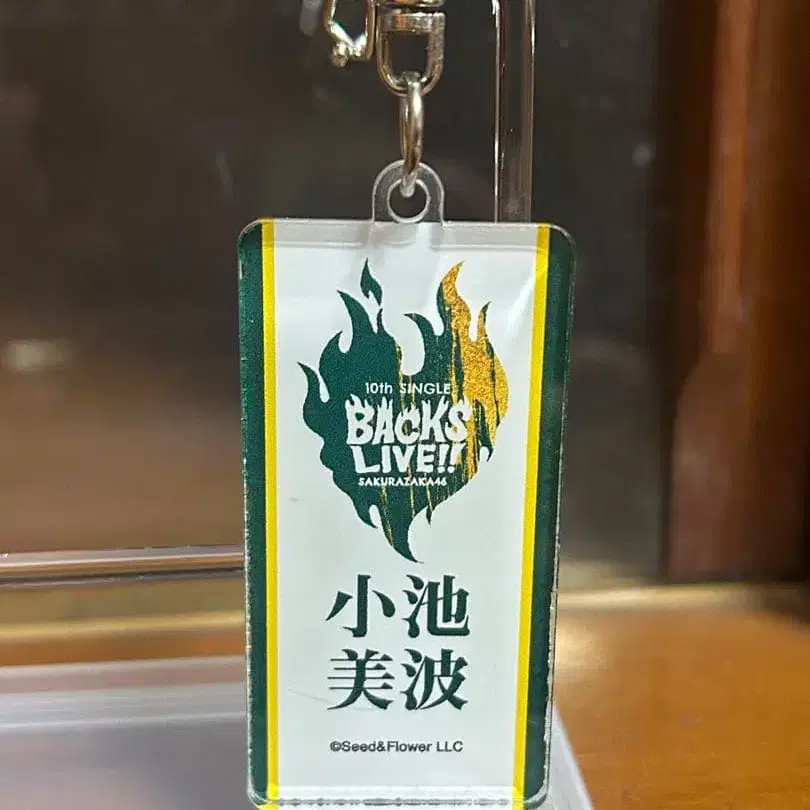 10th SINGLE
BACKS
LIVE!!
SAKURAZAKA46
小池
美波
©Seed&Flower LLC